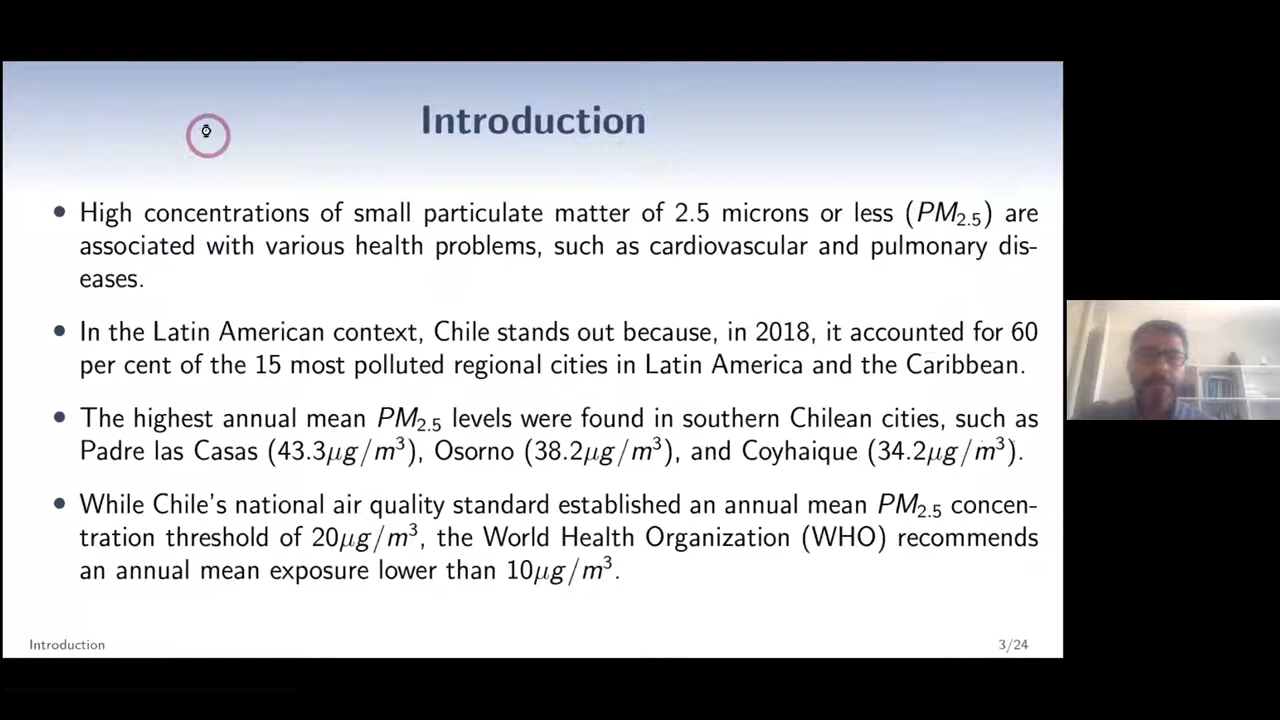 Introduction
High concentrations of small particulate matter of 2.5 microns or less (PM2.5) are
associated with various health problems, such as cardiovascular and pulmonary dis-
eases.
In the Latin American context, Chile stands out because, in 2018, it accounted for 60
per cent of the 15 most polluted regional cities in Latin America and the Caribbean.
The highest annual mean PM2.5 levels were found in southern Chilean cities, such as
Padre las Casas (43.3μg/m³), Osorno (38.2μg/m³), and Coyhaique (34.2μg/m³).
While Chile's national air quality standard established an annual mean PM2.5 concen-
tration threshold of 20μg/m³, the World Health Organization (WHO) recommends
an annual mean exposure lower than 10μg/m³.
Introduction
3/24